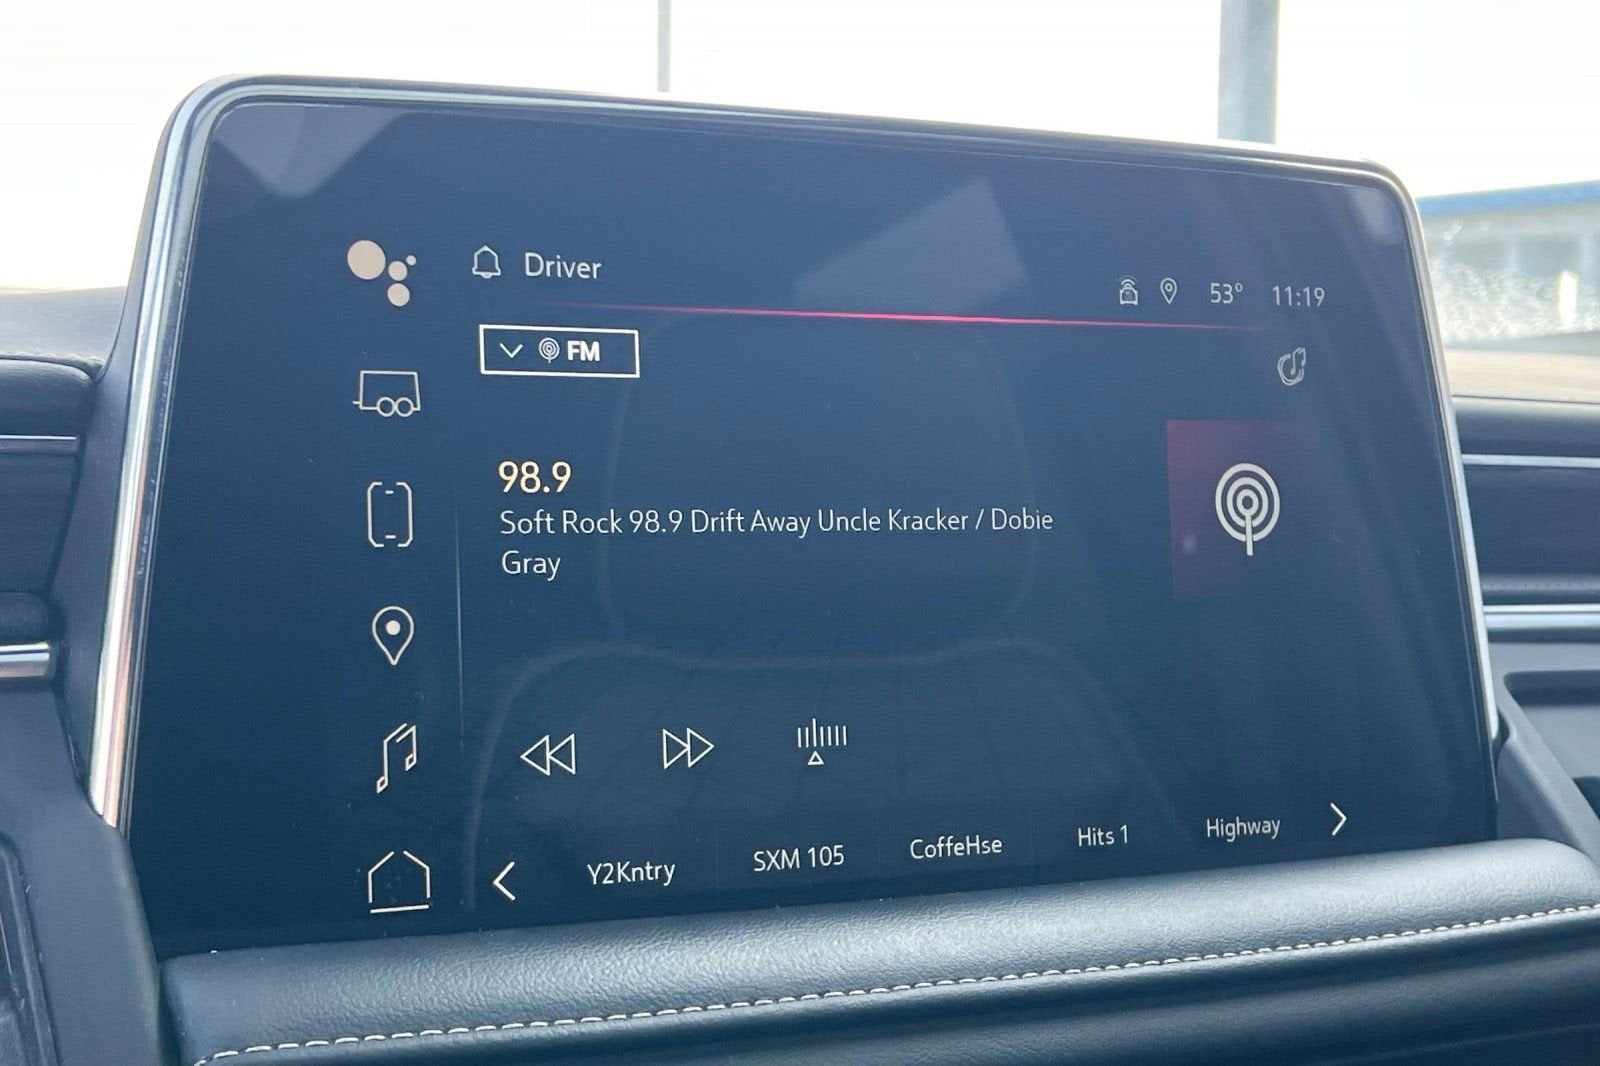 Driver
53° 11:19
FM
98.9
Soft Rock 98.9 Drift Away Uncle Kracker / Dobie
Gray
Y2Kntry SXM 105 CoffeHse Hits 1 Highway